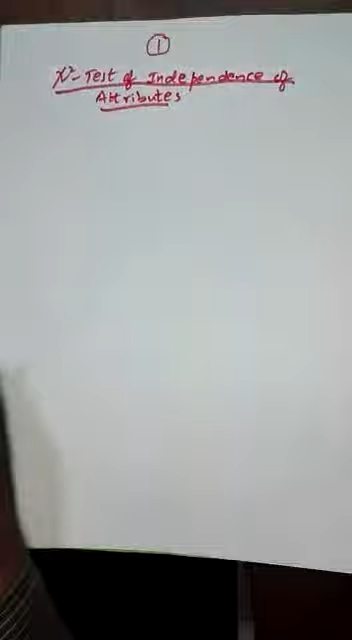 ①
χ²- Test of Independence of
Attributes